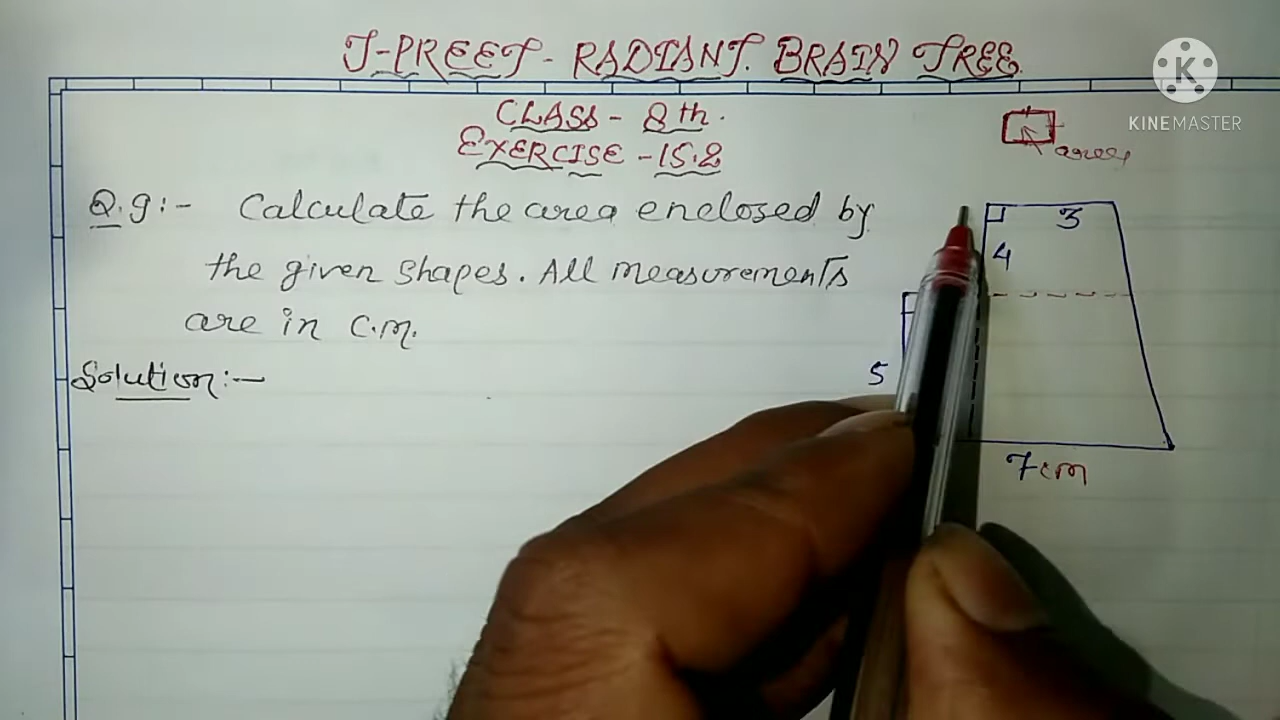 J-PREET-RADIANT. BRAIN TREE
KINEMASTER
CLASS - 8th.
EXERCISE - 15.2
area
Q.9:- Calculate the area enclosed by
the given shapes. All measurements
are in c.m.
Solution:-
3
4
5
7cm